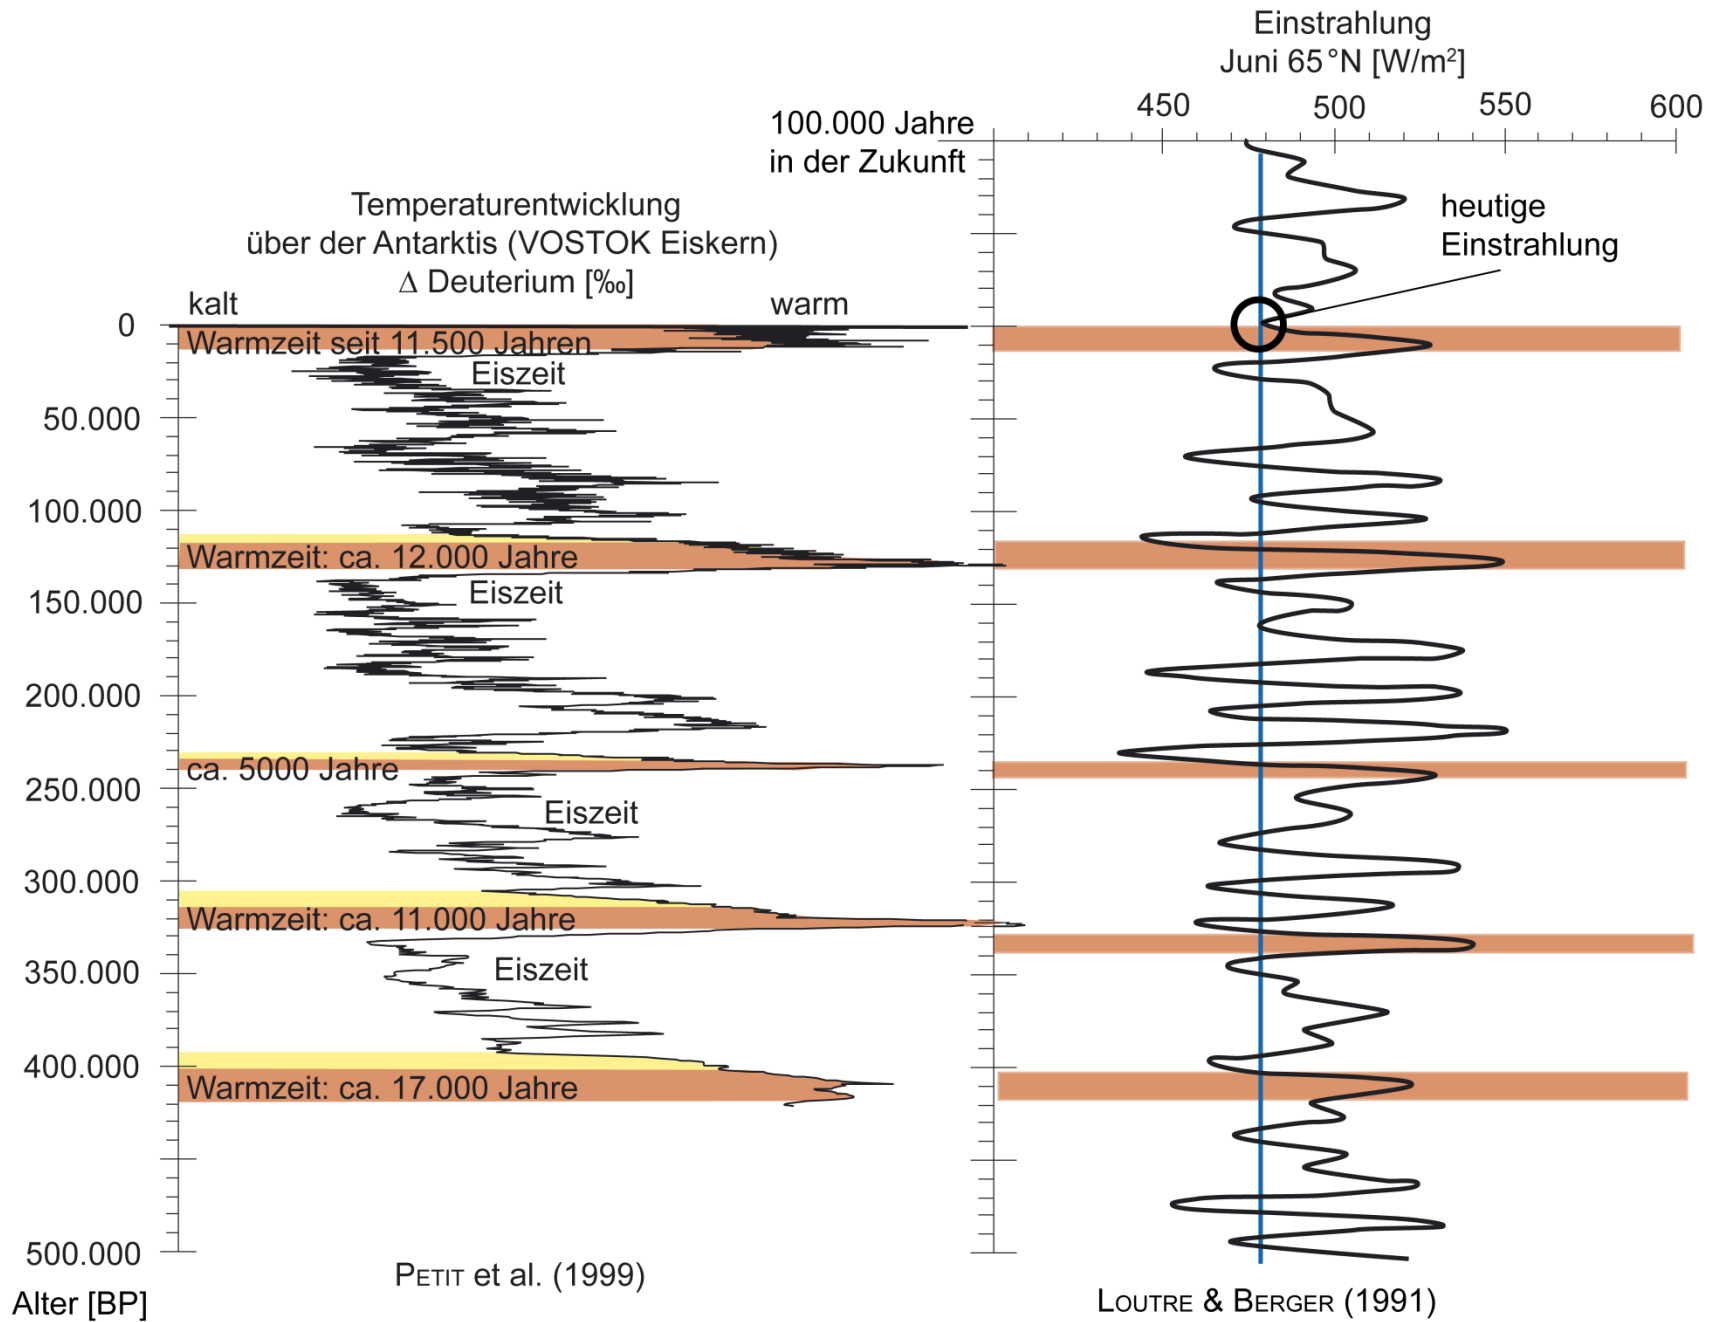 Einstrahlung
Juni 65°N [W/m²]
450 500 550 600
100.000 Jahre
in der Zukunft
Temperaturentwicklung
über der Antarktis (VOSTOK Eiskern)
Δ Deuterium [‰]
kalt
warm
heutige
Einstrahlung
0
Warmzeit seit 11.500 Jahren
Eiszeit
50.000
100.000
Warmzeit: ca. 12.000 Jahre
Eiszeit
150.000
200.000
ca. 5000 Jahre
250.000
Eiszeit
300.000
Warmzeit: ca. 11.000 Jahre
Eiszeit
350.000
400.000
Warmzeit: ca. 17.000 Jahre
500.000
Alter [BP]
PETIT et al. (1999)
LOUTRE & BERGER (1991)